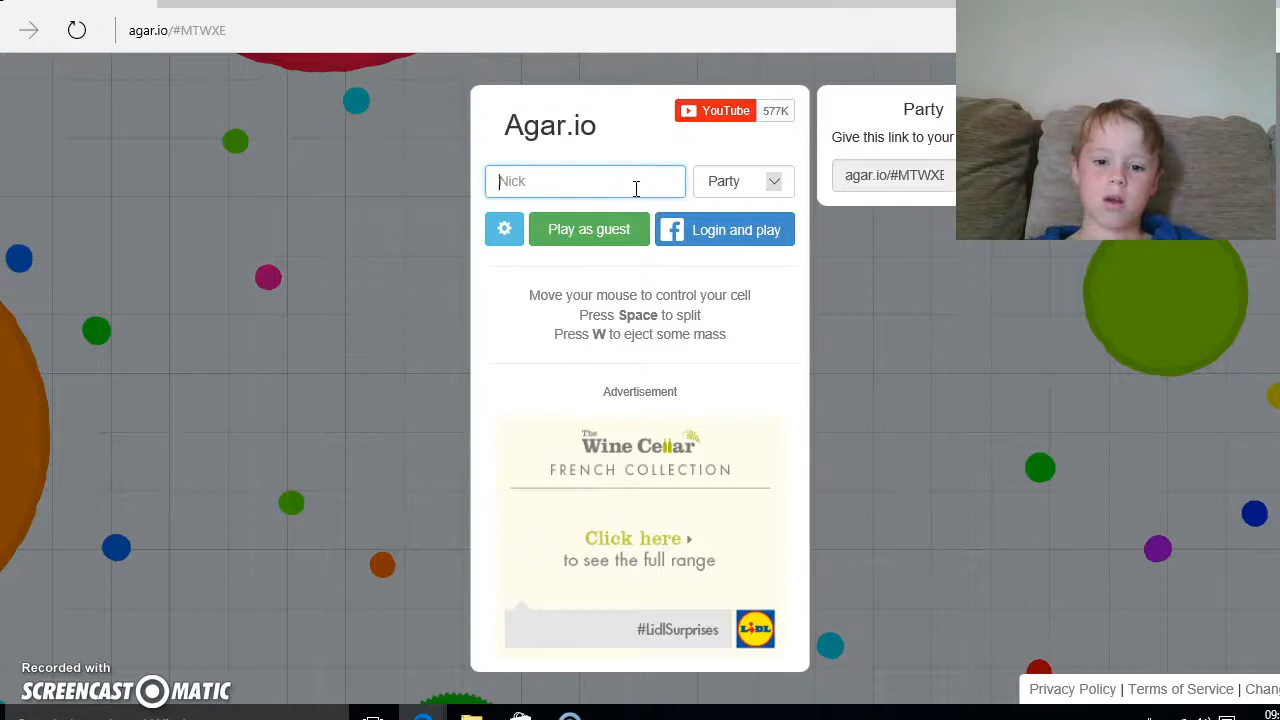 agar.io/#MTWXE
Agar.io
YouTube 577K
Nick
Party
Play as guest
Login and play
Move your mouse to control your cell
Press Space to split
Press W to eject some mass
Advertisement
The
Wine Cellar
FRENCH COLLECTION
Click here
to see the full range
#LidlSurprises
LIDL
Party
Give this link to your
agar.io/#MTWXE
Recorded with
SCREENCAST MATIC
Privacy Policy | Terms of Service |